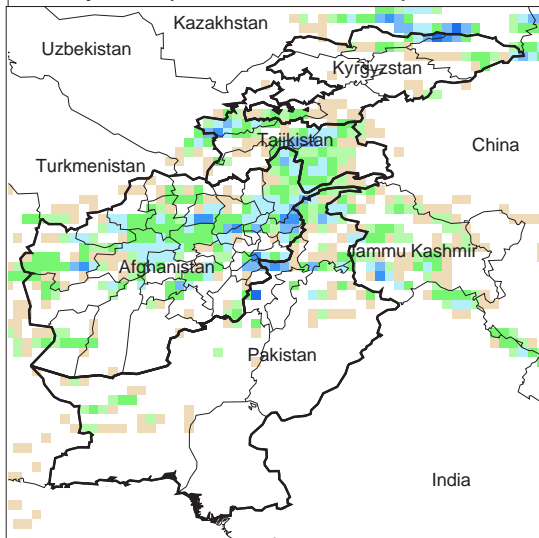 Kazakhstan
Uzbekistan
Kyrgyzstan
Tajikistan
China
Turkmenistan
Jammu Kashmir
Afghanistan
Pakistan
India